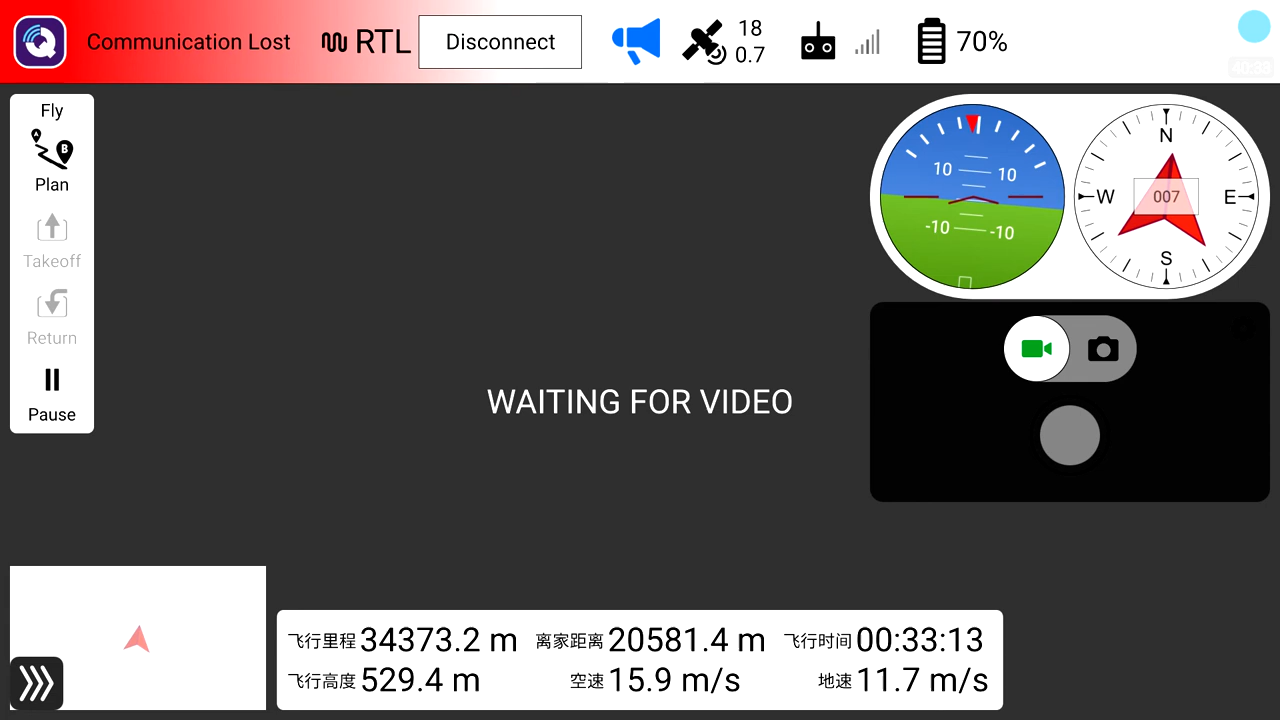 Communication Lost RTL Disconnect 18 70%
0.7
40:33
Fly
Plan
Takeoff
Return
Pause
10 10
-10 -10
N
W 007 E
S
WAITING FOR VIDEO
飞行里程 34373.2 m 离家距离 20581.4 m 飞行时间 00:33:13
飞行高度 529.4 m 空速 15.9 m/s 地速 11.7 m/s